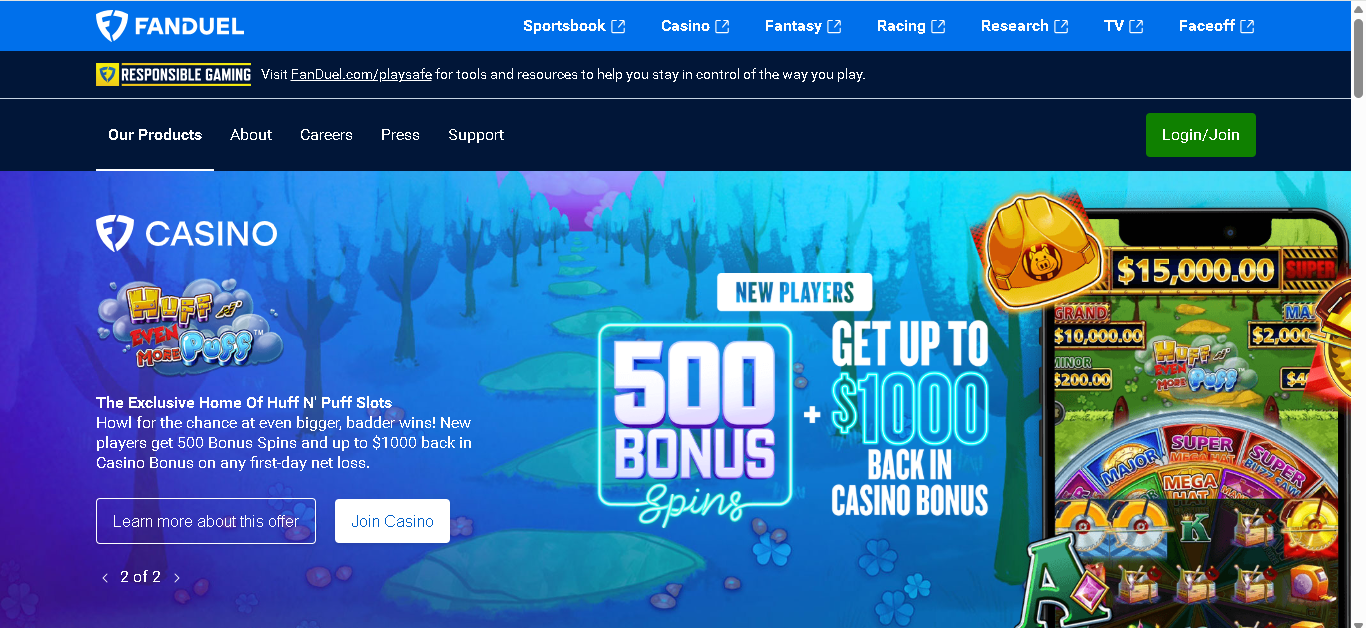 FANDUEL
Sportsbook
Casino
Fantasy
Racing
Research
TV
Faceoff
RESPONSIBLE GAMING
Visit FanDuel.com/playsafe for tools and resources to help you stay in control of the way you play.
Our Products
About
Careers
Press
Support
Login/Join
CASINO
HUFF N' EVEN MORE PUFF™
The Exclusive Home Of Huff N' Puff Slots
Howl for the chance at even bigger, badder wins! New
players get 500 Bonus Spins and up to $1000 back in
Casino Bonus on any first-day net loss.
Learn more about this offer
Join Casino
2 of 2
NEW PLAYERS
500
BONUS
Spins
+
GET UP TO
$1000
BACK IN
CASINO BONUS
$15,000.00
SUPER
GRAND
$10,000.00
MINOR
$200.00
HUFF N' EVEN MORE PUFF
MAJOR
SUPER
MEGA HAT
SUPER
BUZZ SAW
MEGA
HAT
K
A